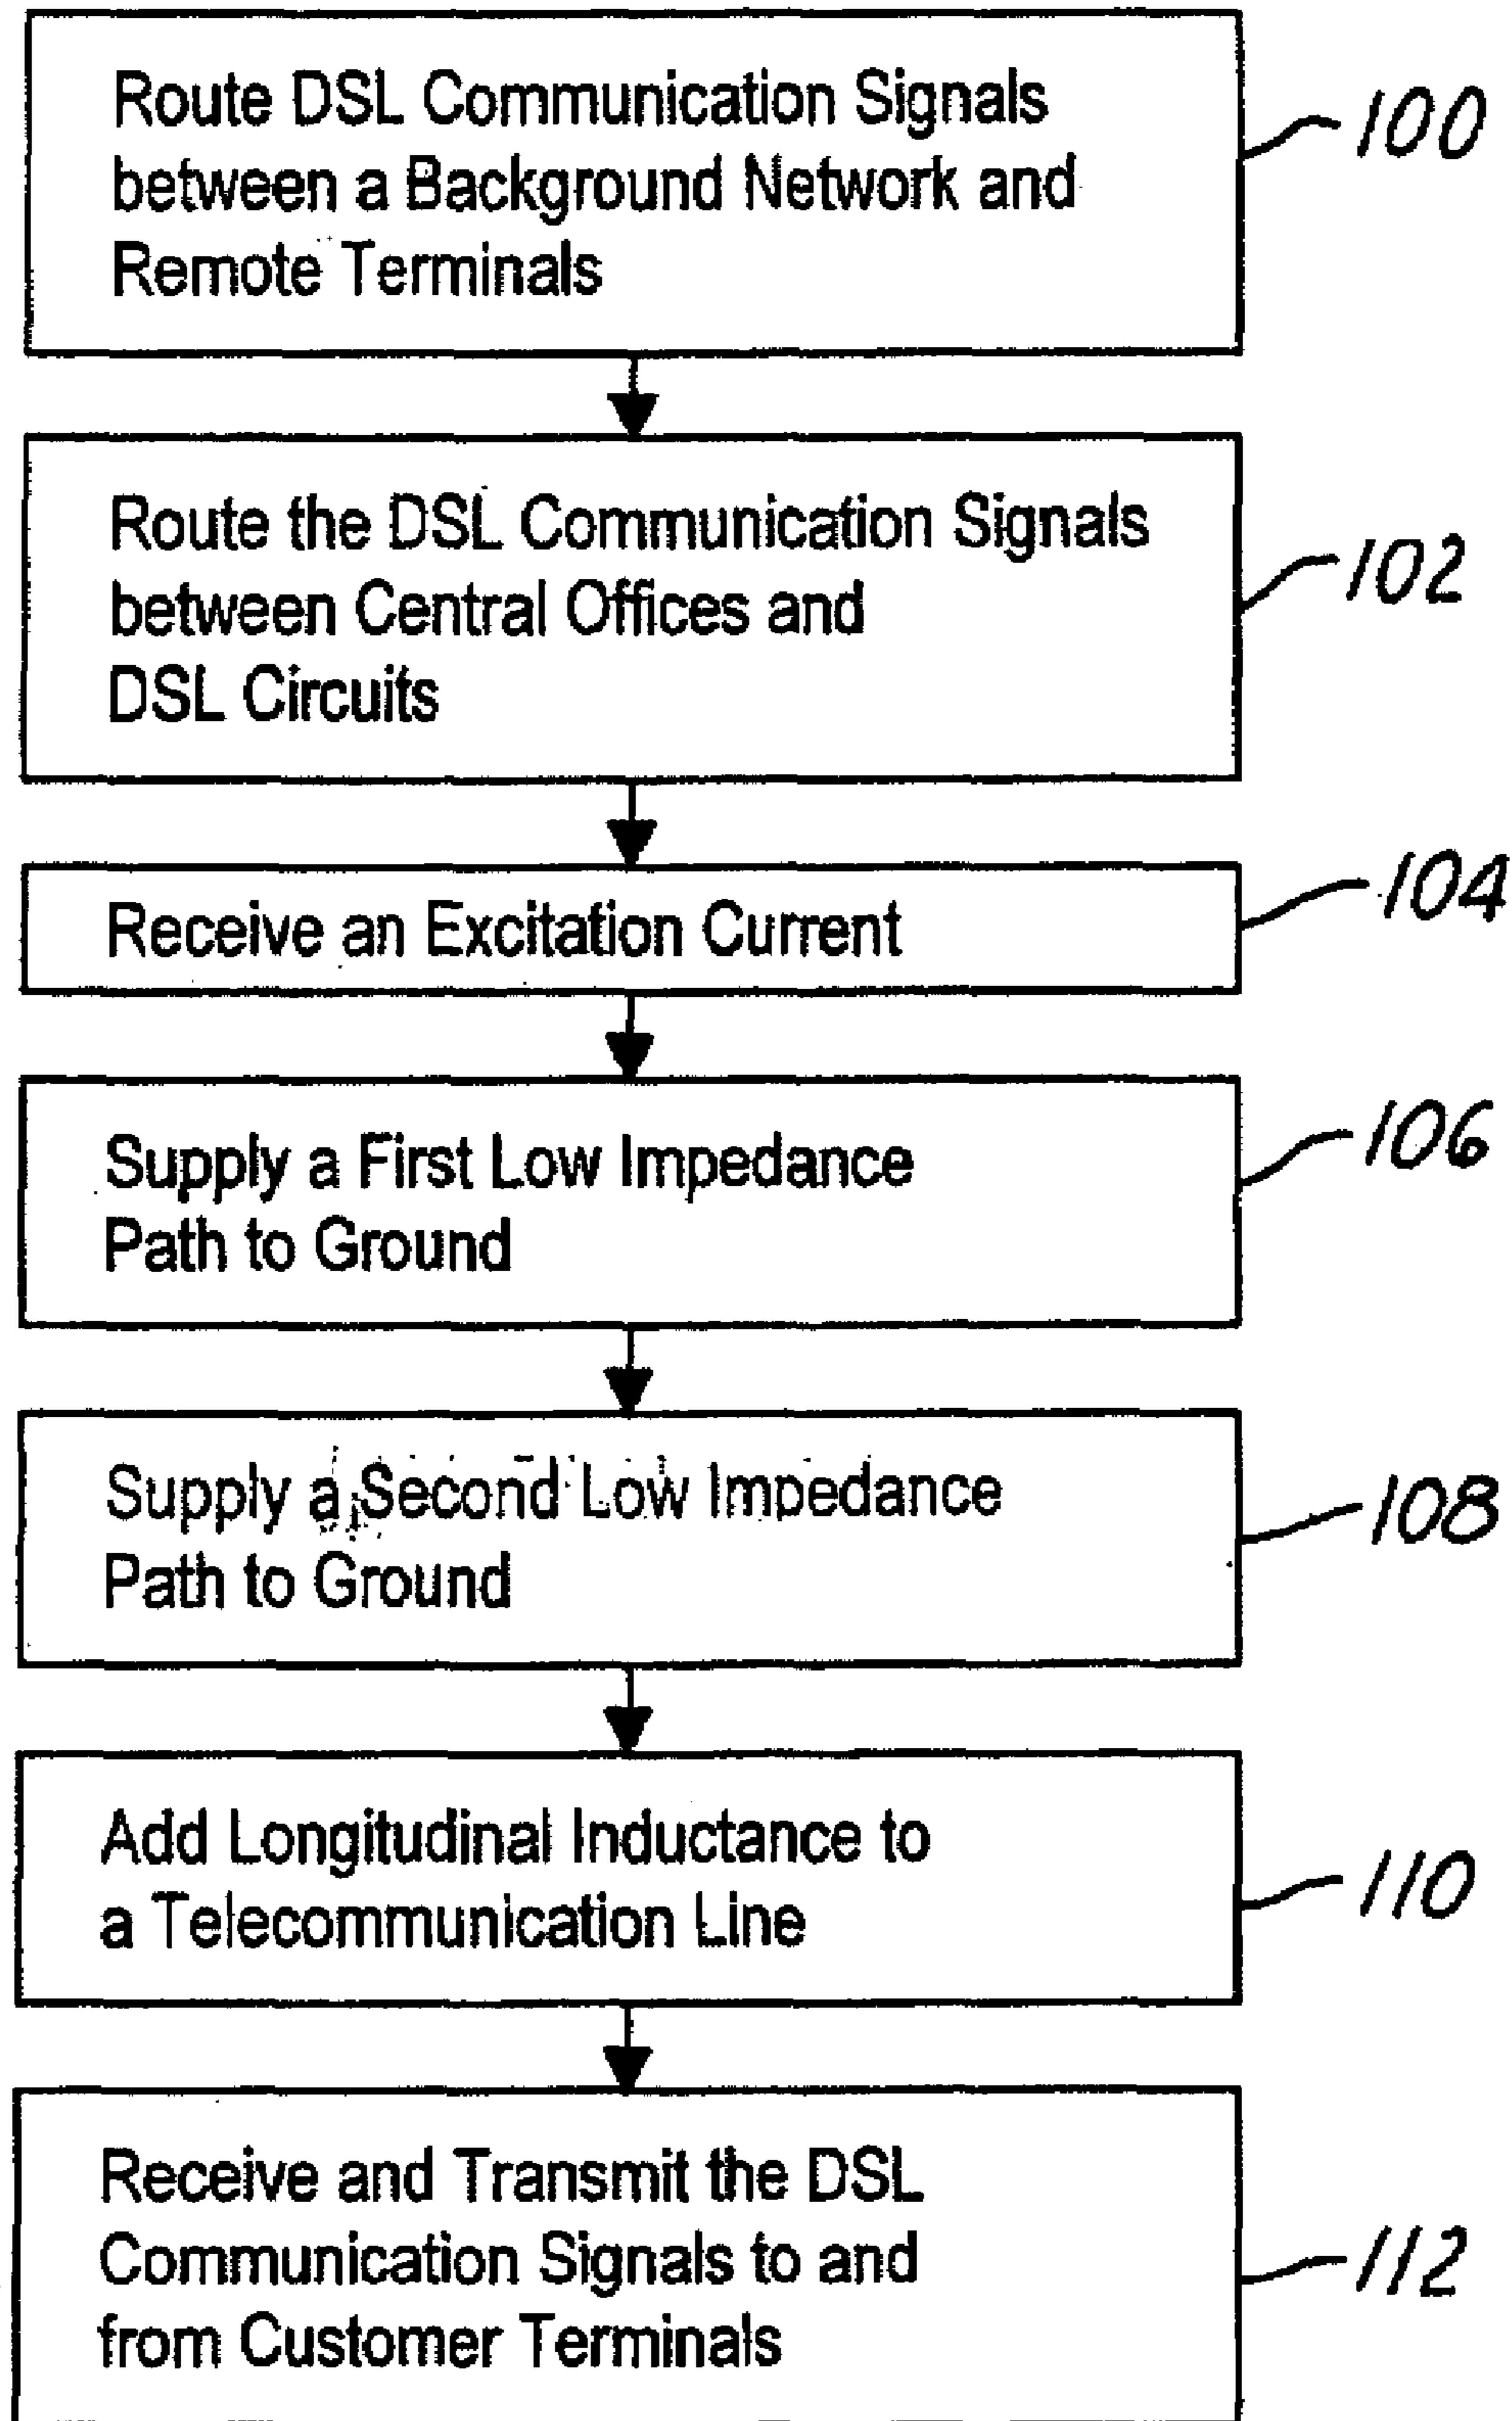 Route DSL Communication Signals
between a Background Network and
Remote Terminals
100
Route the DSL Communication Signals
between Central Offices and
DSL Circuits
102
Receive an Excitation Current
104
Supply a First Low Impedance
Path to Ground
106
Supply a Second Low Impedance
Path to Ground
108
Add Longitudinal Inductance to
a Telecommunication Line
110
Receive and Transmit the DSL
Communication Signals to and
from Customer Terminals
112